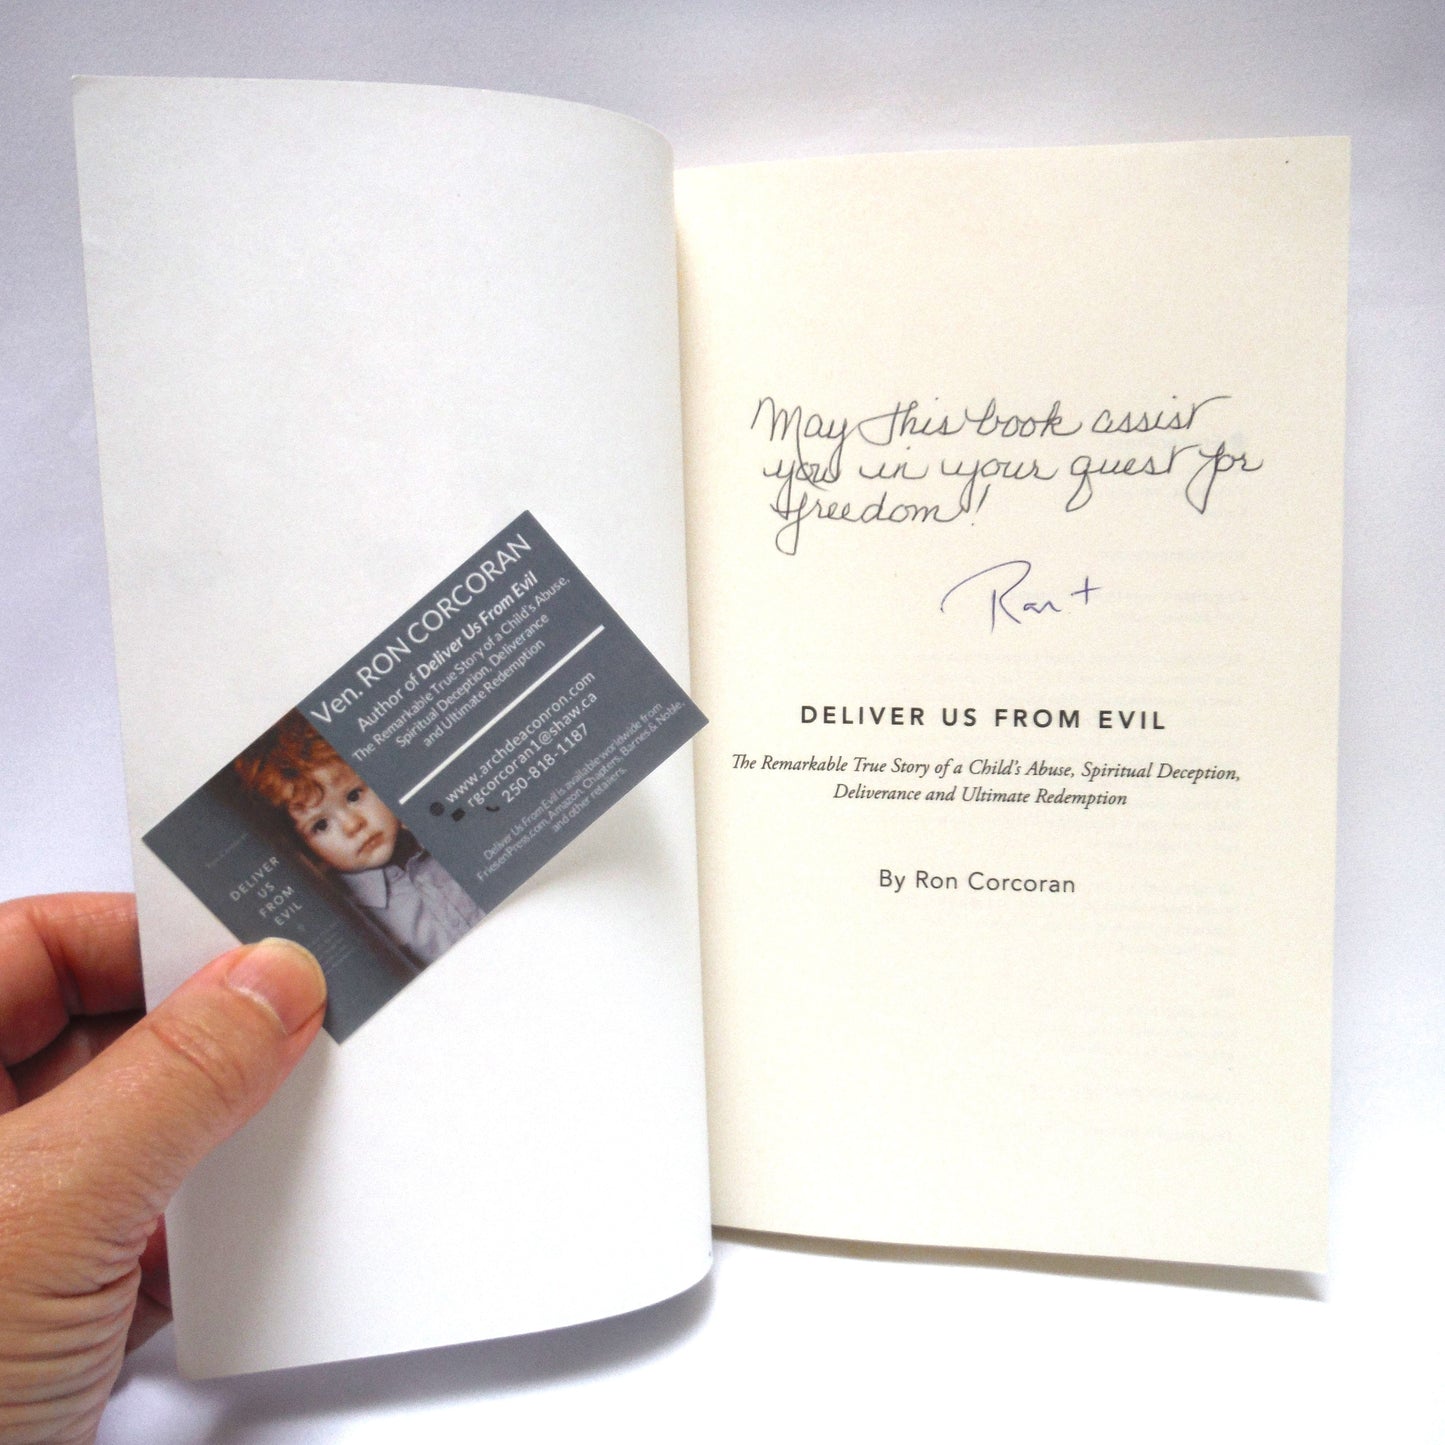 Ven. RON CORCORAN
Author of Deliver Us From Evil
The Remarkable True Story of a Child's Abuse,
Spiritual Deception, Deliverance
and Ultimate Redemption
www.archdeaconron.com
rgcorcoran1@shaw.ca
250-818-1187
Deliver Us From Evil is available worldwide from
FriesenPress.com, Amazon, Chapters, Barnes & Noble,
and other retailers.
DELIVER
US
FROM
EVIL
May this book assist
you in your quest for
freedom!
Ron +
DELIVER US FROM EVIL
The Remarkable True Story of a Child's Abuse, Spiritual Deception,
Deliverance and Ultimate Redemption
By Ron Corcoran